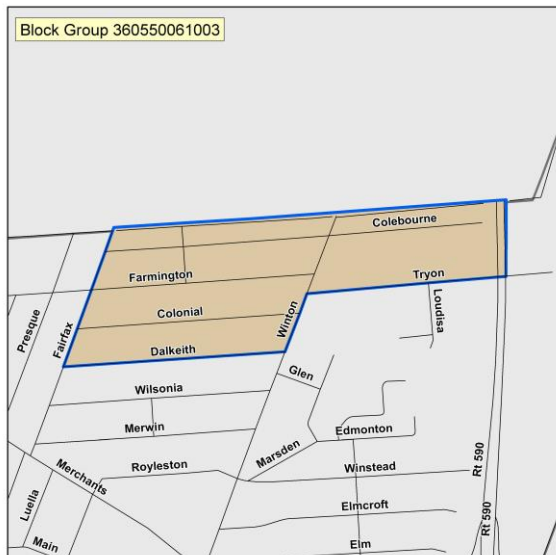 Block Group 360550061003
Colebourne
Farmington
Tryon
Loudisa
Presque
Fairfax
Colonial
Winton
Dalkeith
Glen
Wilsonia
Merwin
Edmonton
Marsden
Royleston
Winstead
Merchants
Rt 590
Luella
Elmcroft
Rt 590
Main
Elm